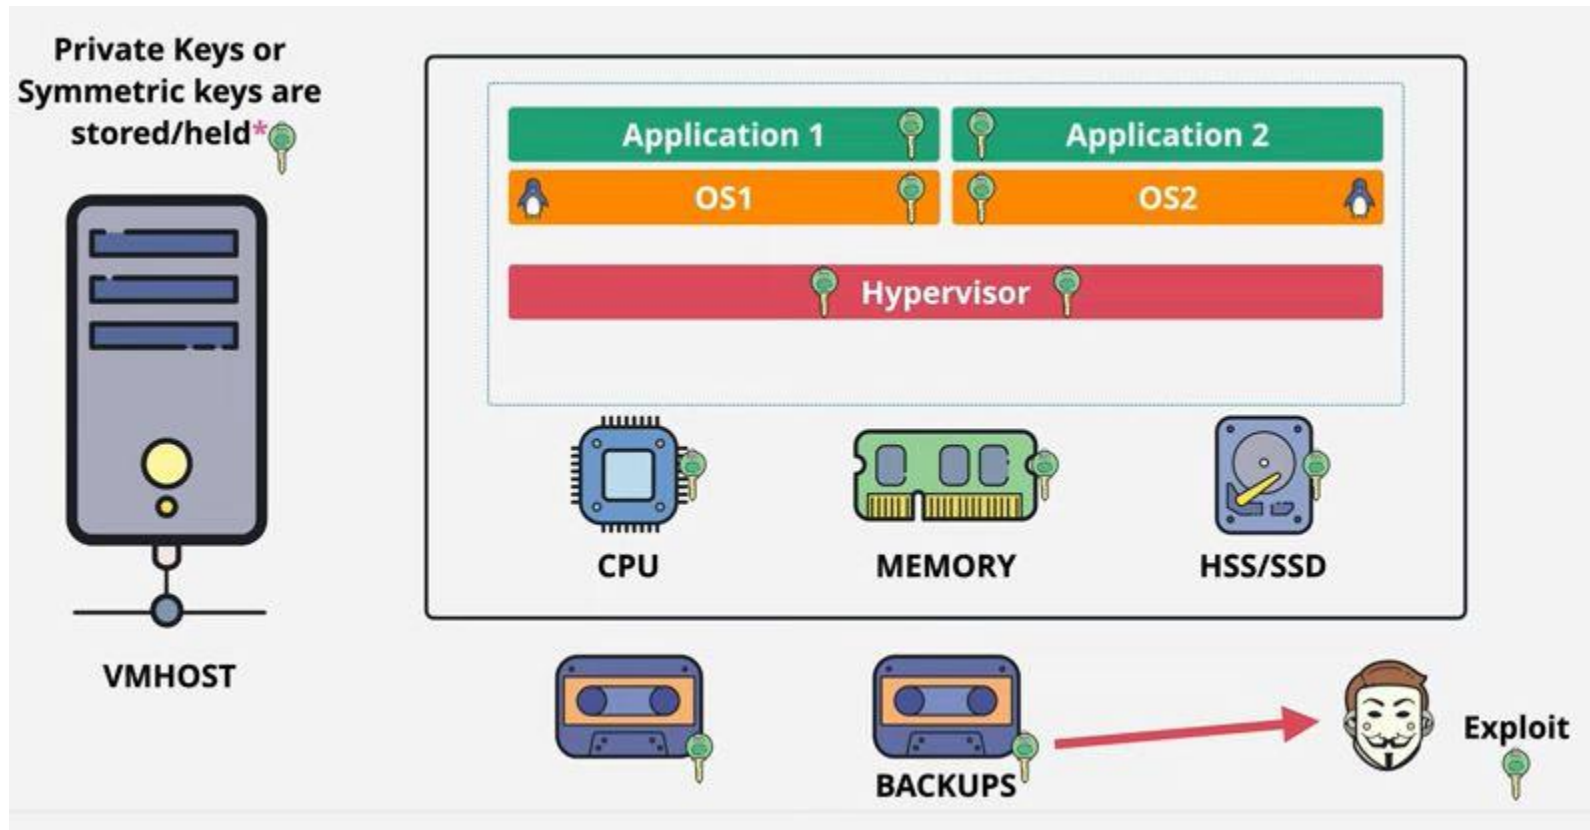 Private Keys or
Symmetric keys are
stored/held*
Application 1
Application 2
OS1
OS2
Hypervisor
CPU
MEMORY
HSS/SSD
VMHOST
BACKUPS
Exploit